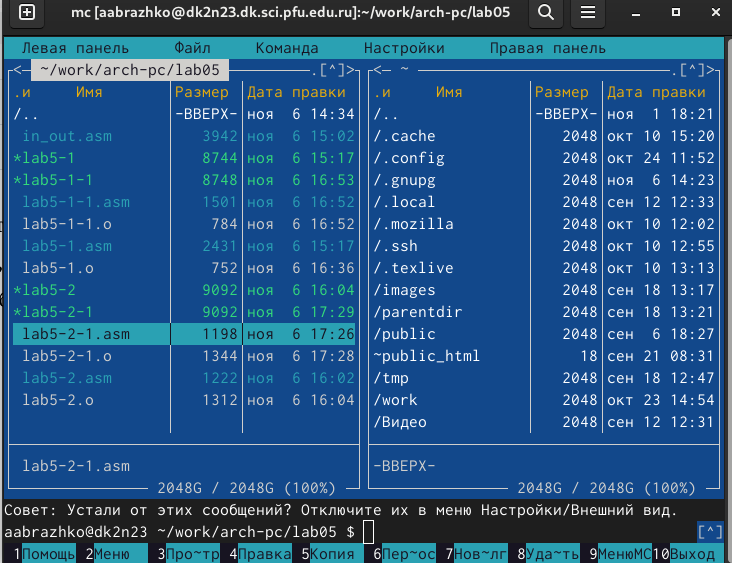 mc [aabrazhko@dk2n23.dk.sci.pfu.edu.ru]:~/work/arch-pc/lab05
Левая панель Файл Команда Настройки Правая панель
<— ~/work/arch-pc/lab05 .[^]>
.и Имя Размер Дата правки
/.. -ВВЕРХ- ноя 6 14:34
in_out.asm 3942 ноя 6 15:02
*lab5-1 8744 ноя 6 15:17
*lab5-1-1 8748 ноя 6 16:53
lab5-1-1.asm 1501 ноя 6 16:52
lab5-1-1.o 784 ноя 6 16:52
lab5-1.asm 2431 ноя 6 15:17
lab5-1.o 752 ноя 6 16:36
*lab5-2 9092 ноя 6 16:04
*lab5-2-1 9092 ноя 6 17:29
lab5-2-1.asm 1198 ноя 6 17:26
lab5-2-1.o 1344 ноя 6 17:28
lab5-2.asm 1222 ноя 6 16:02
lab5-2.o 1312 ноя 6 16:04
lab5-2-1.asm
2048G / 2048G (100%)
<— ~ .[^]>
.и Имя Размер Дата правки
/.. -ВВЕРХ- ноя 1 18:21
/.cache 2048 окт 10 15:20
/.config 2048 окт 24 11:52
/.gnupg 2048 ноя 6 14:23
/.local 2048 сен 12 12:33
/.mozilla 2048 окт 10 12:02
/.ssh 2048 окт 10 12:55
/.texlive 2048 окт 10 13:13
/images 2048 сен 18 13:17
/parentdir 2048 сен 18 13:21
/public 2048 сен 6 18:27
~public_html 18 сен 21 08:31
/tmp 2048 сен 18 12:47
/work 2048 окт 23 14:54
/Видео 2048 сен 12 12:31
-ВВЕРХ-
2048G / 2048G (100%)
Совет: Устали от этих сообщений? Отключите их в меню Настройки/Внешний вид.
aabrazhko@dk2n23 ~/work/arch-pc/lab05 $ [^]
1Помощь 2Меню 3Про~тр 4Правка 5Копия 6Пер~ос 7Нов~лг 8Уда~ть 9МенюМС 10Выход